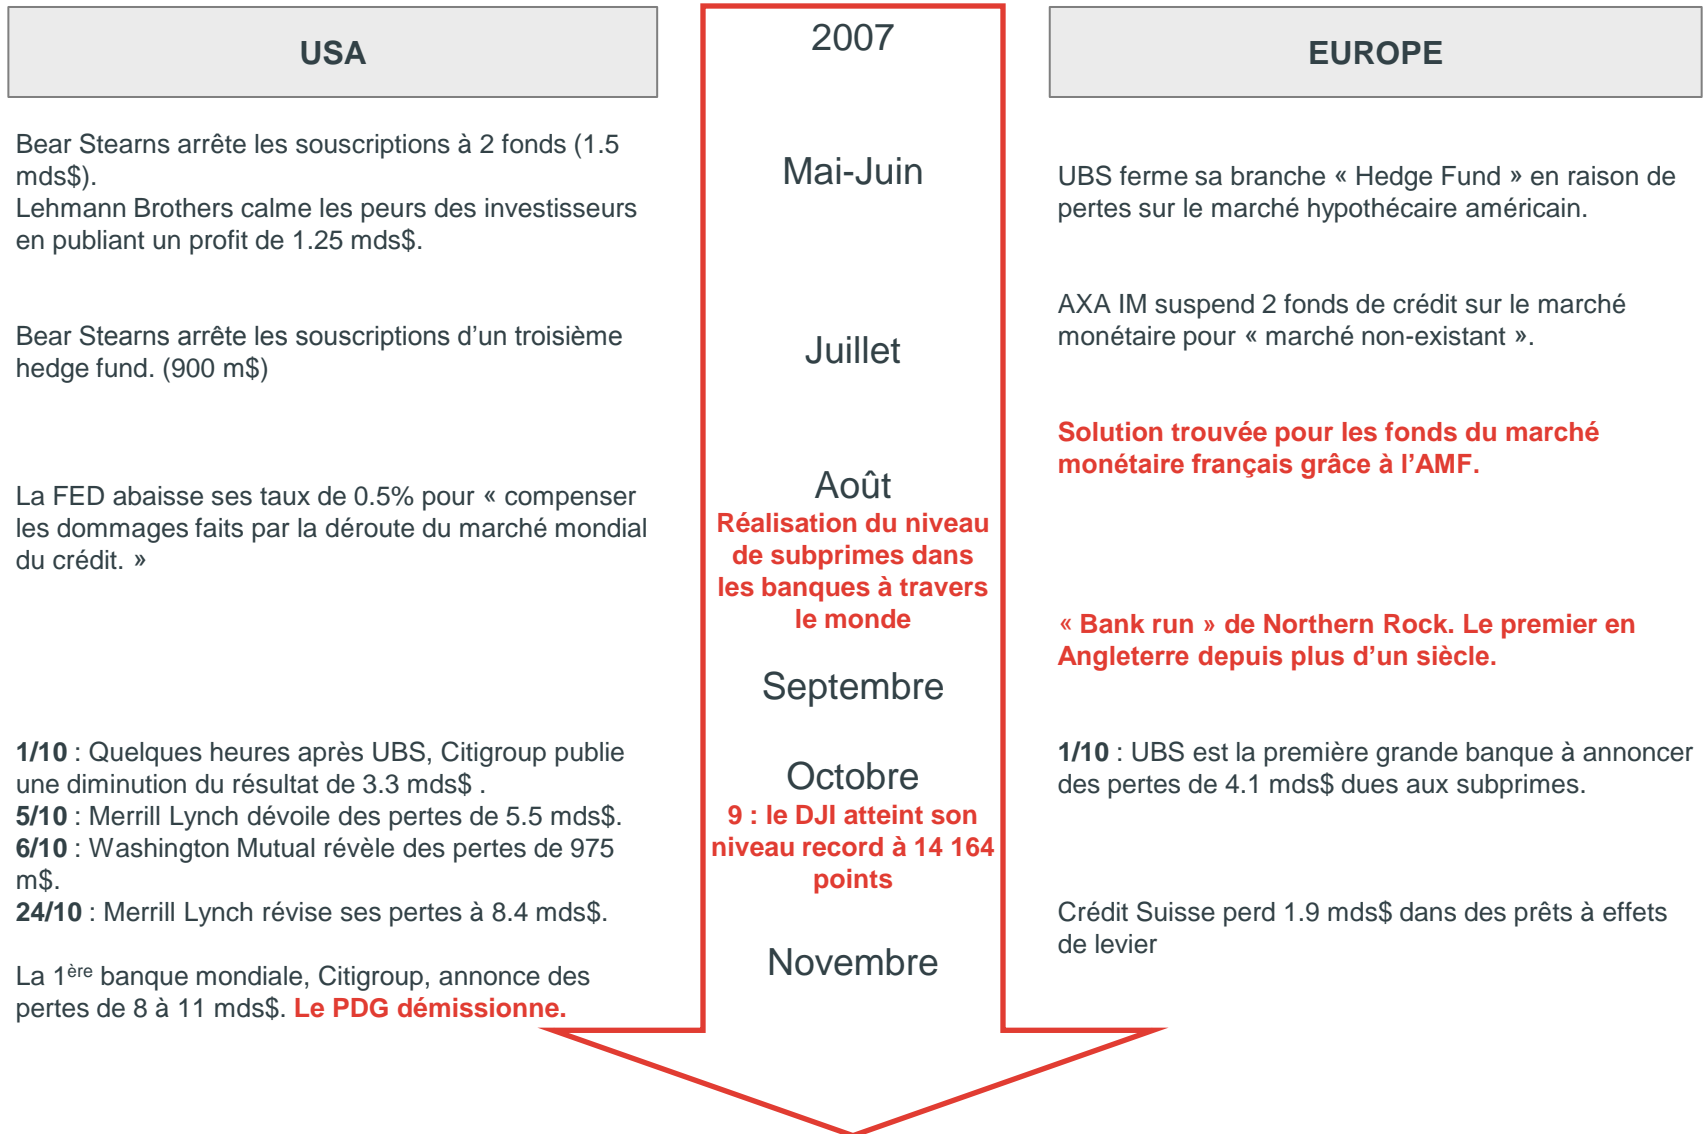 USA
Bear Stearns arrête les souscriptions à 2 fonds (1.5
mds$).
Lehmann Brothers calme les peurs des investisseurs
en publiant un profit de 1.25 mds$.
Bear Stearns arrête les souscriptions d’un troisième
hedge fund. (900 m$)
La FED abaisse ses taux de 0.5% pour « compenser
les dommages faits par la déroute du marché mondial
du crédit. »
1/10 : Quelques heures après UBS, Citigroup publie
une diminution du résultat de 3.3 mds$ .
5/10 : Merrill Lynch dévoile des pertes de 5.5 mds$.
6/10 : Washington Mutual révèle des pertes de 975
m$.
24/10 : Merrill Lynch révise ses pertes à 8.4 mds$.
La 1ère banque mondiale, Citigroup, annonce des
pertes de 8 à 11 mds$. Le PDG démissionne.
2007
Mai-Juin
Juillet
Août
Réalisation du niveau
de subprimes dans
les banques à travers
le monde
Septembre
Octobre
9 : le DJI atteint son
niveau record à 14 164
points
Novembre
EUROPE
UBS ferme sa branche « Hedge Fund » en raison de
pertes sur le marché hypothécaire américain.
AXA IM suspend 2 fonds de crédit sur le marché
monétaire pour « marché non-existant ».
Solution trouvée pour les fonds du marché
monétaire français grâce à l’AMF.
« Bank run » de Northern Rock. Le premier en
Angleterre depuis plus d’un siècle.
1/10 : UBS est la première grande banque à annoncer
des pertes de 4.1 mds$ dues aux subprimes.
Crédit Suisse perd 1.9 mds$ dans des prêts à effets
de levier